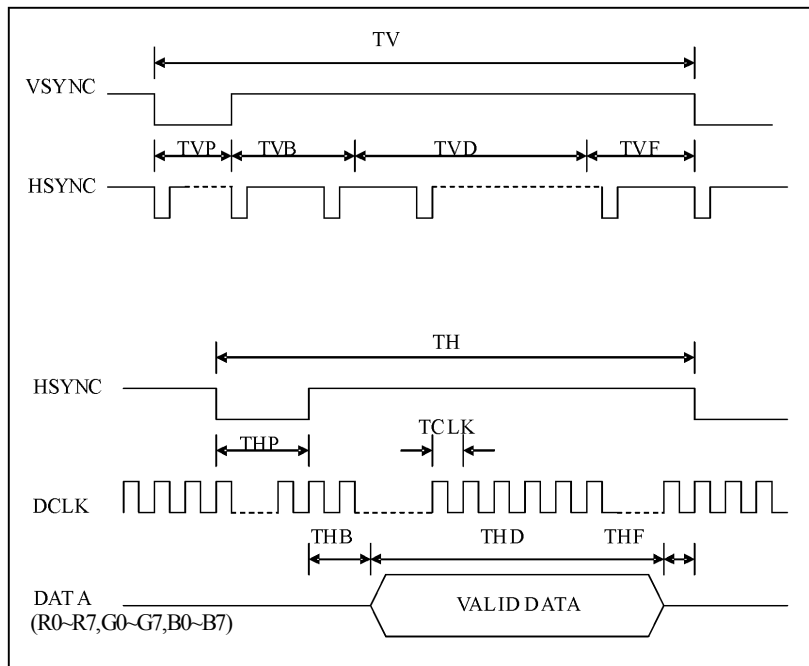 TV
VSYNC
TVP TVB TVD TVF
HSYNC
TH
HSYNC
TCLK
THP
DCLK
THB THD THF
DATA VALID DATA
(R0~R7,G0~G7,B0~B7)